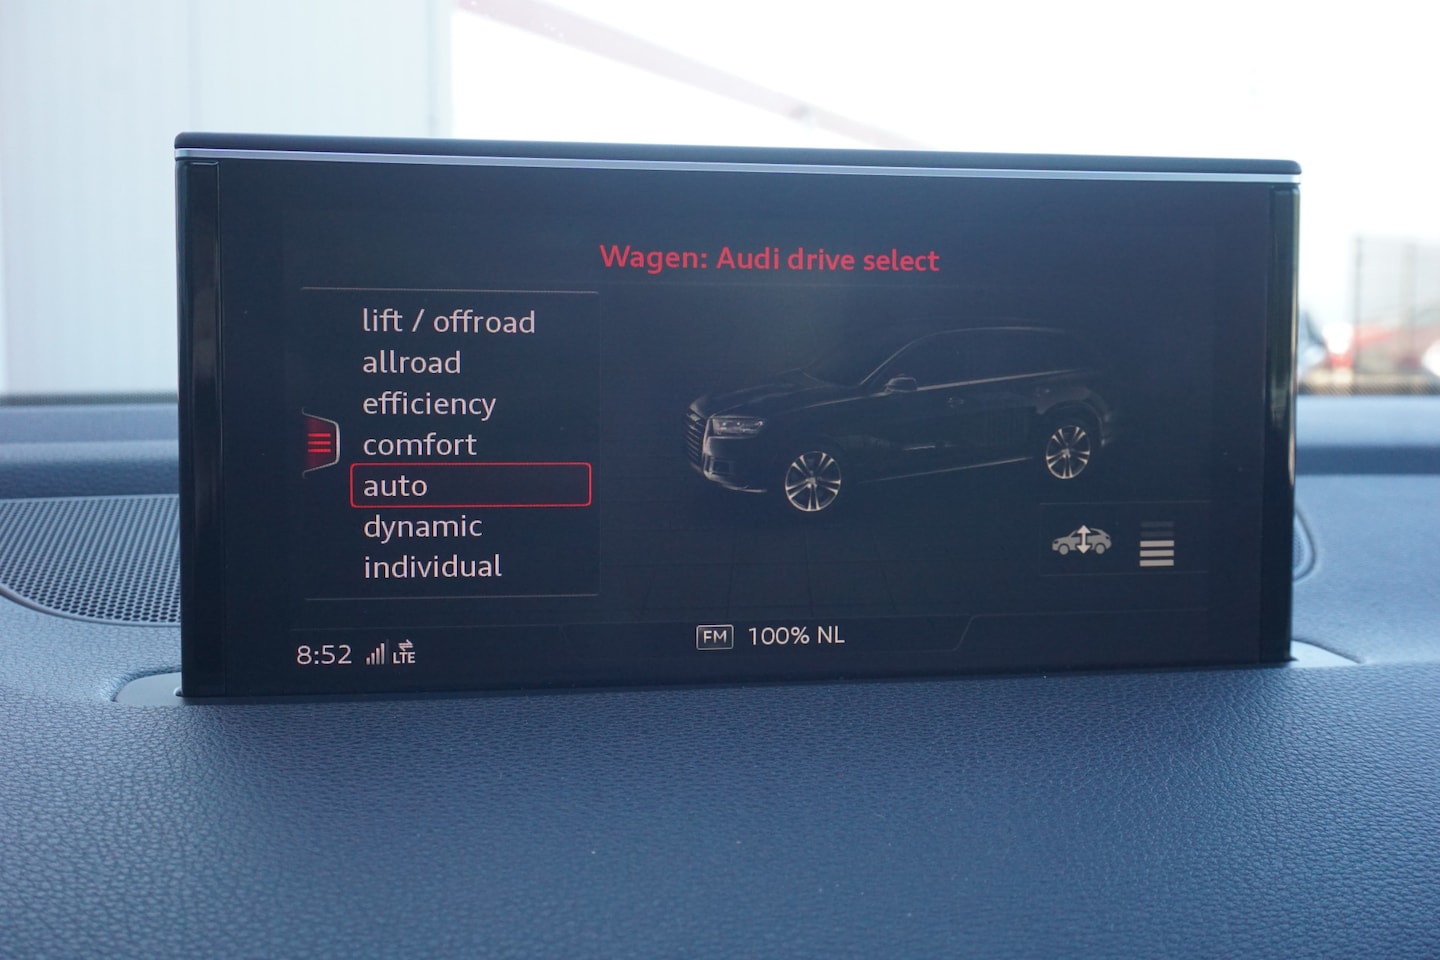 Wagen: Audi drive select
lift / offroad
allroad
efficiency
comfort
auto
dynamic
individual
8:52 LTE
FM 100% NL